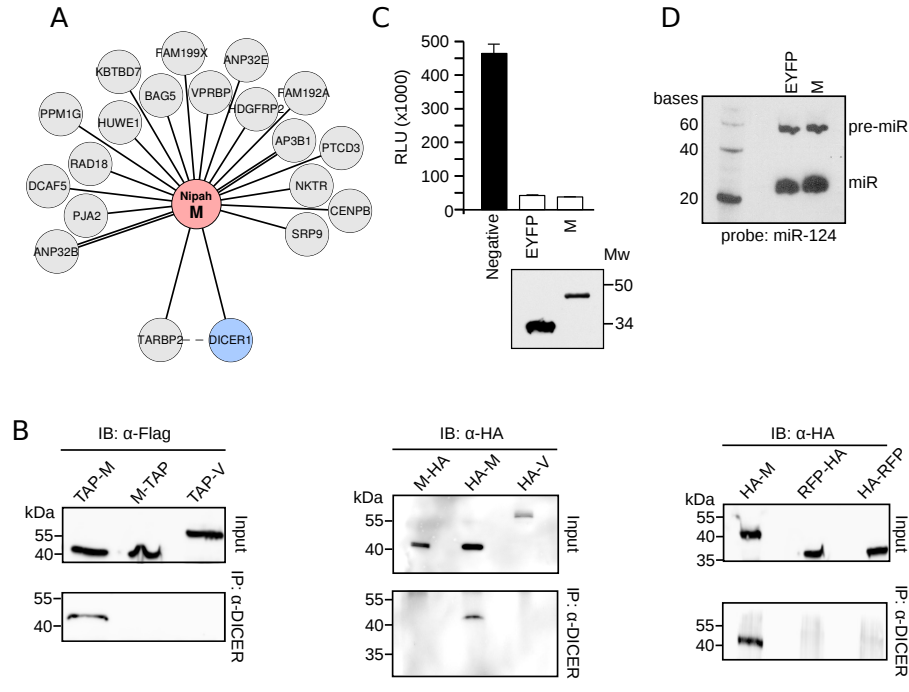 A
FAM199X
KBTBD7
ANP32E
BAG5
VPRBP
HDGFRP2
FAM192A
PPM1G
HUWE1
AP3B1
PTCD3
RAD18
DCAF5
NKTR
Nipah
M
PJA2
CENPB
ANP32B
SRP9
TARBP2
DICER1
C
RLU (x1000)
500
400
300
200
100
0
Negative
EYFP
M
Mw
50
34
D
EYFP
M
bases
60
40
20
pre-miR
miR
probe: miR-124
B
IB: α-Flag
TAP-M
M-TAP
TAP-V
kDa
55
40
Input
55
40
IP: α-DICER
IB: α-HA
M-HA
HA-M
HA-V
kDa
55
40
Input
55
40
35
IP: α-DICER
IB: α-HA
HA-M
RFP-HA
HA-RFP
kDa
55
40
35
Input
55
40
IP: α-DICER